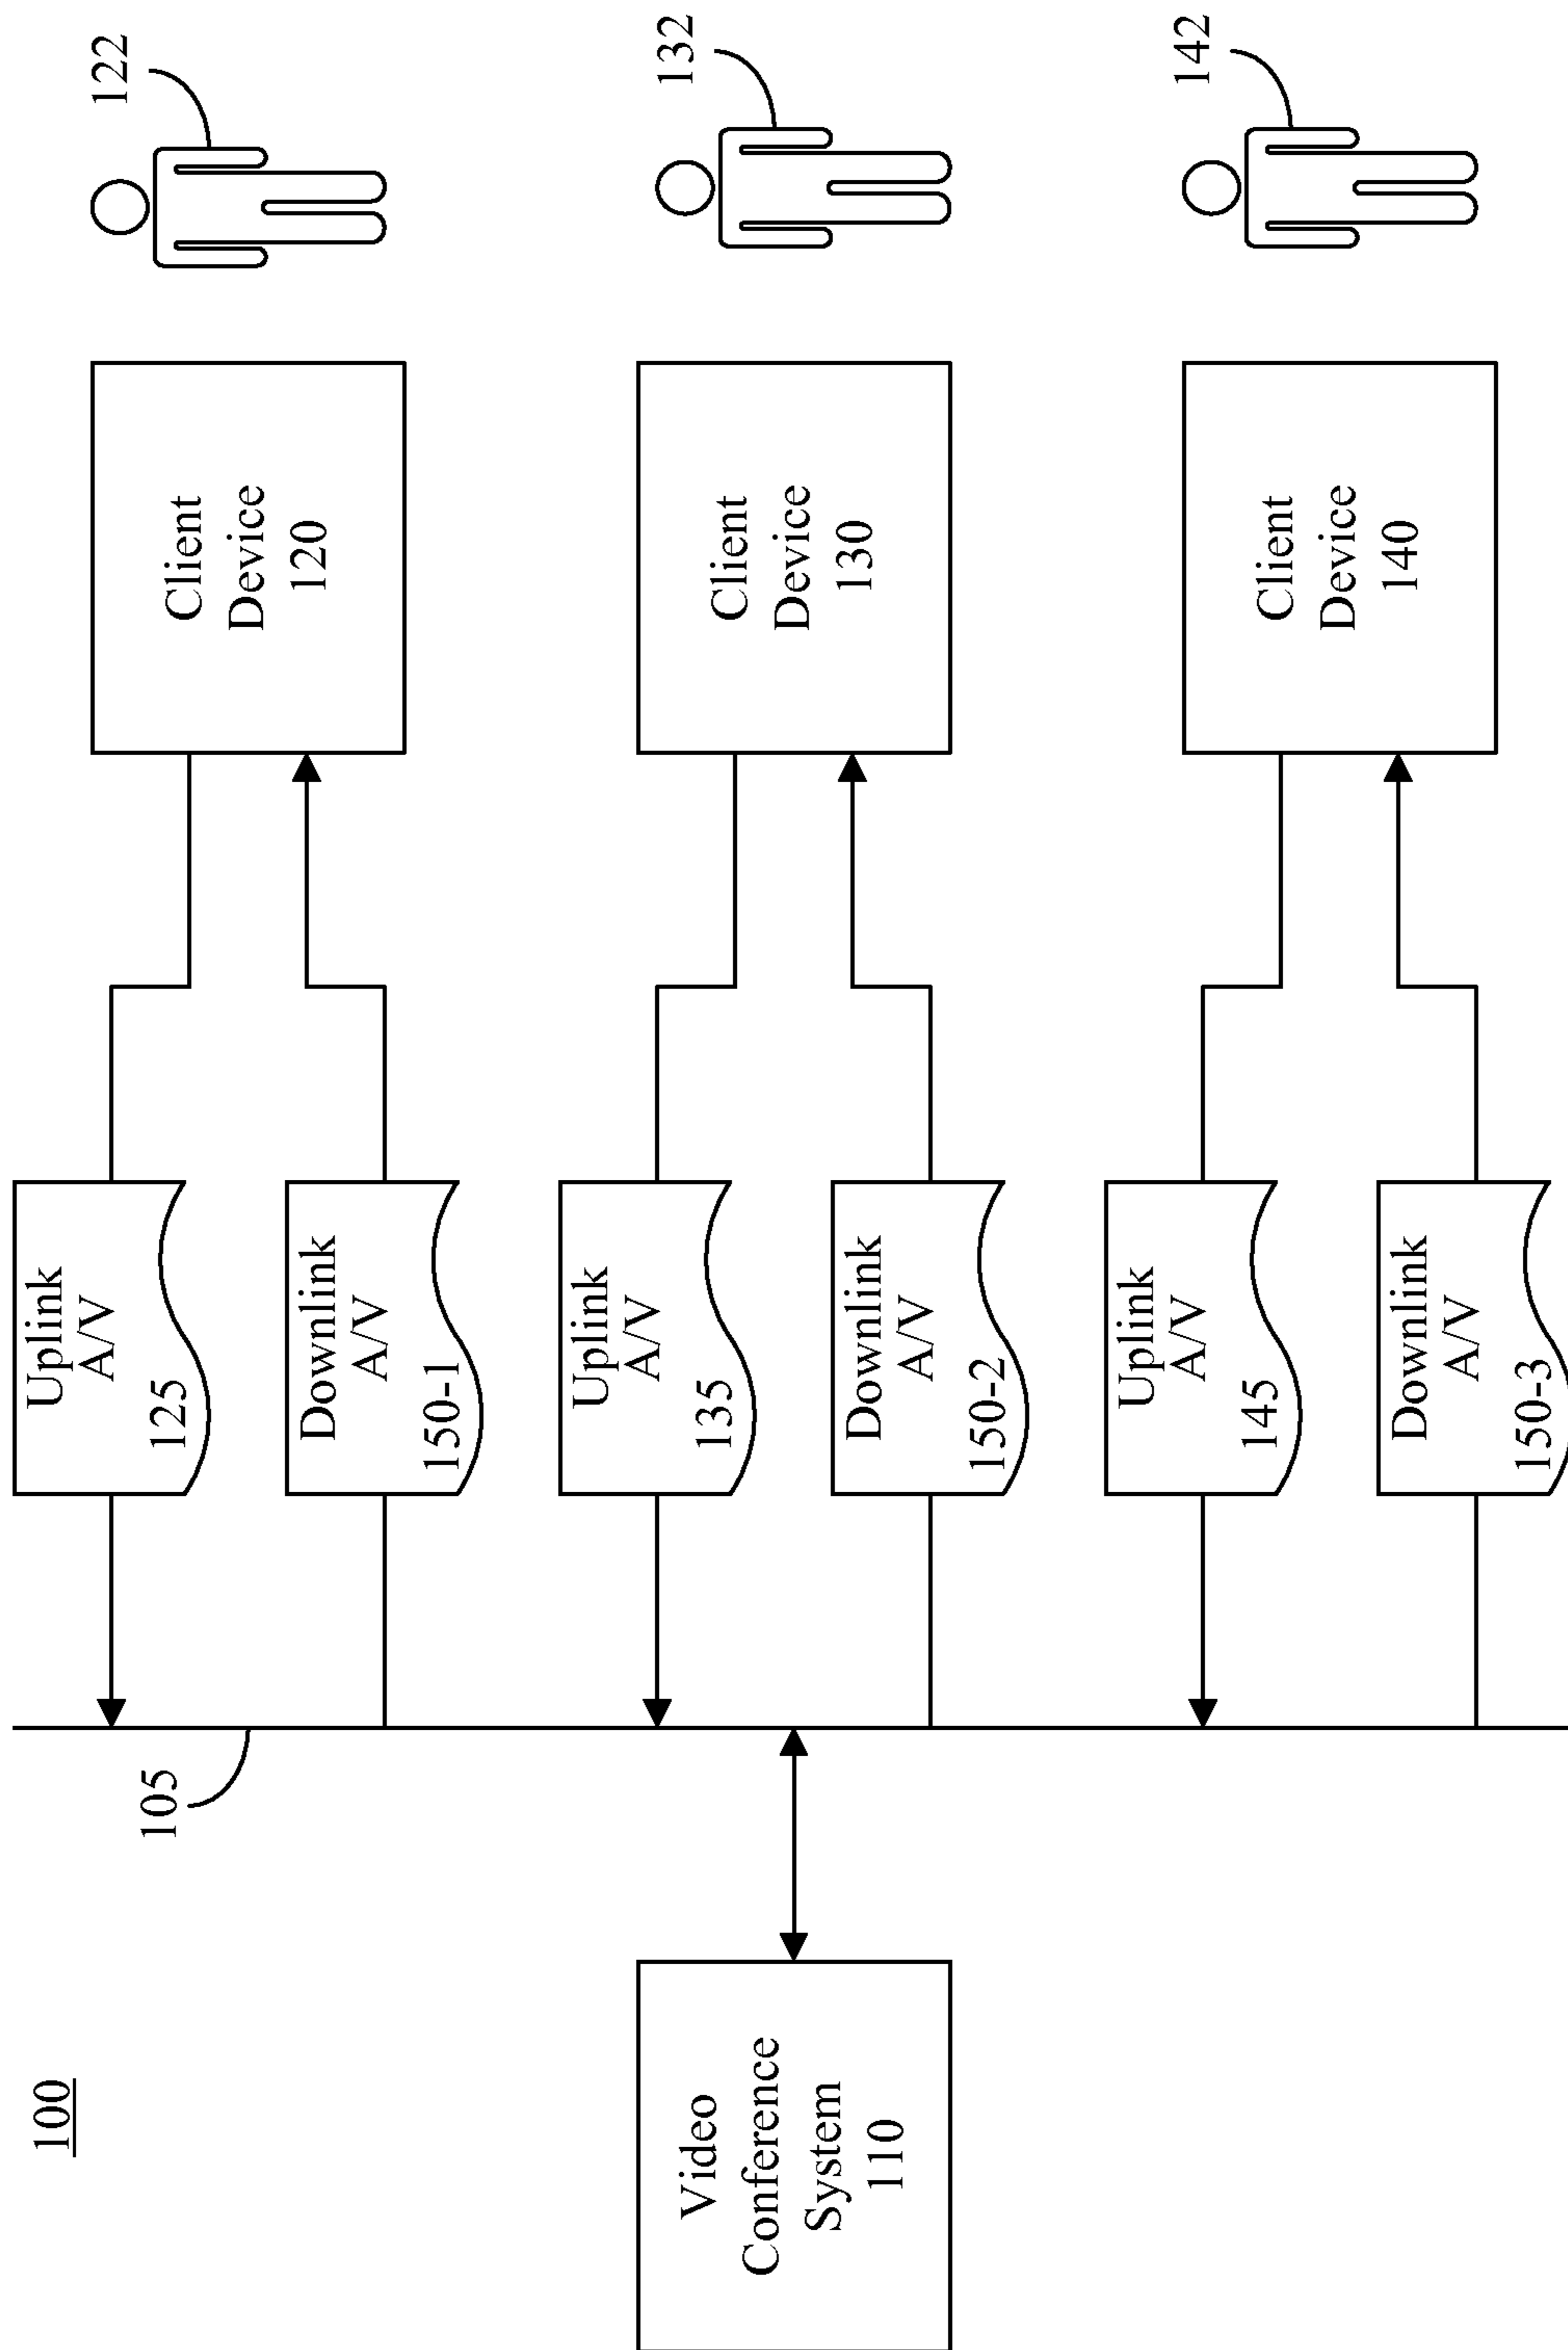 100
Video
Conference
System
110
105
Uplink
A/V
125
Downlink
A/V
150-1
Uplink
A/V
135
Downlink
A/V
150-2
Uplink
A/V
145
Downlink
A/V
150-3
Client
Device
120
Client
Device
130
Client
Device
140
122
132
142